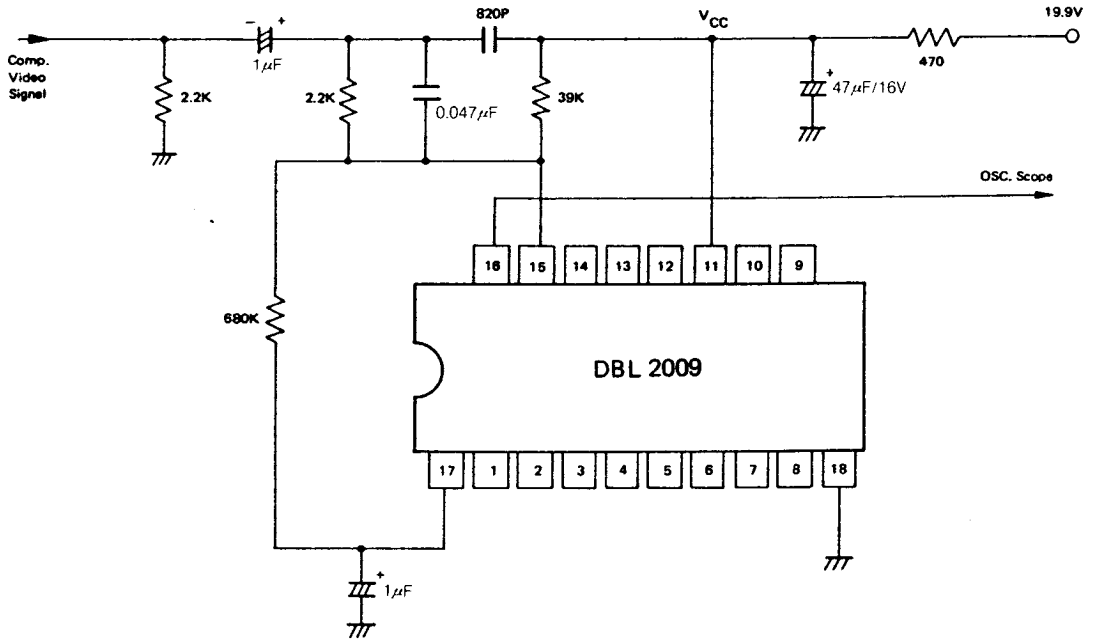 820P
V_CC
19.9V
- +
Comp.
Video
Signal
1μF
470
2.2K
2.2K
0.047μF
39K
+
47μF/16V
OSC. Scope
16 15 14 13 12 11 10 9
680K
DBL 2009
17 1 2 3 4 5 6 7 8 18
+
1μF